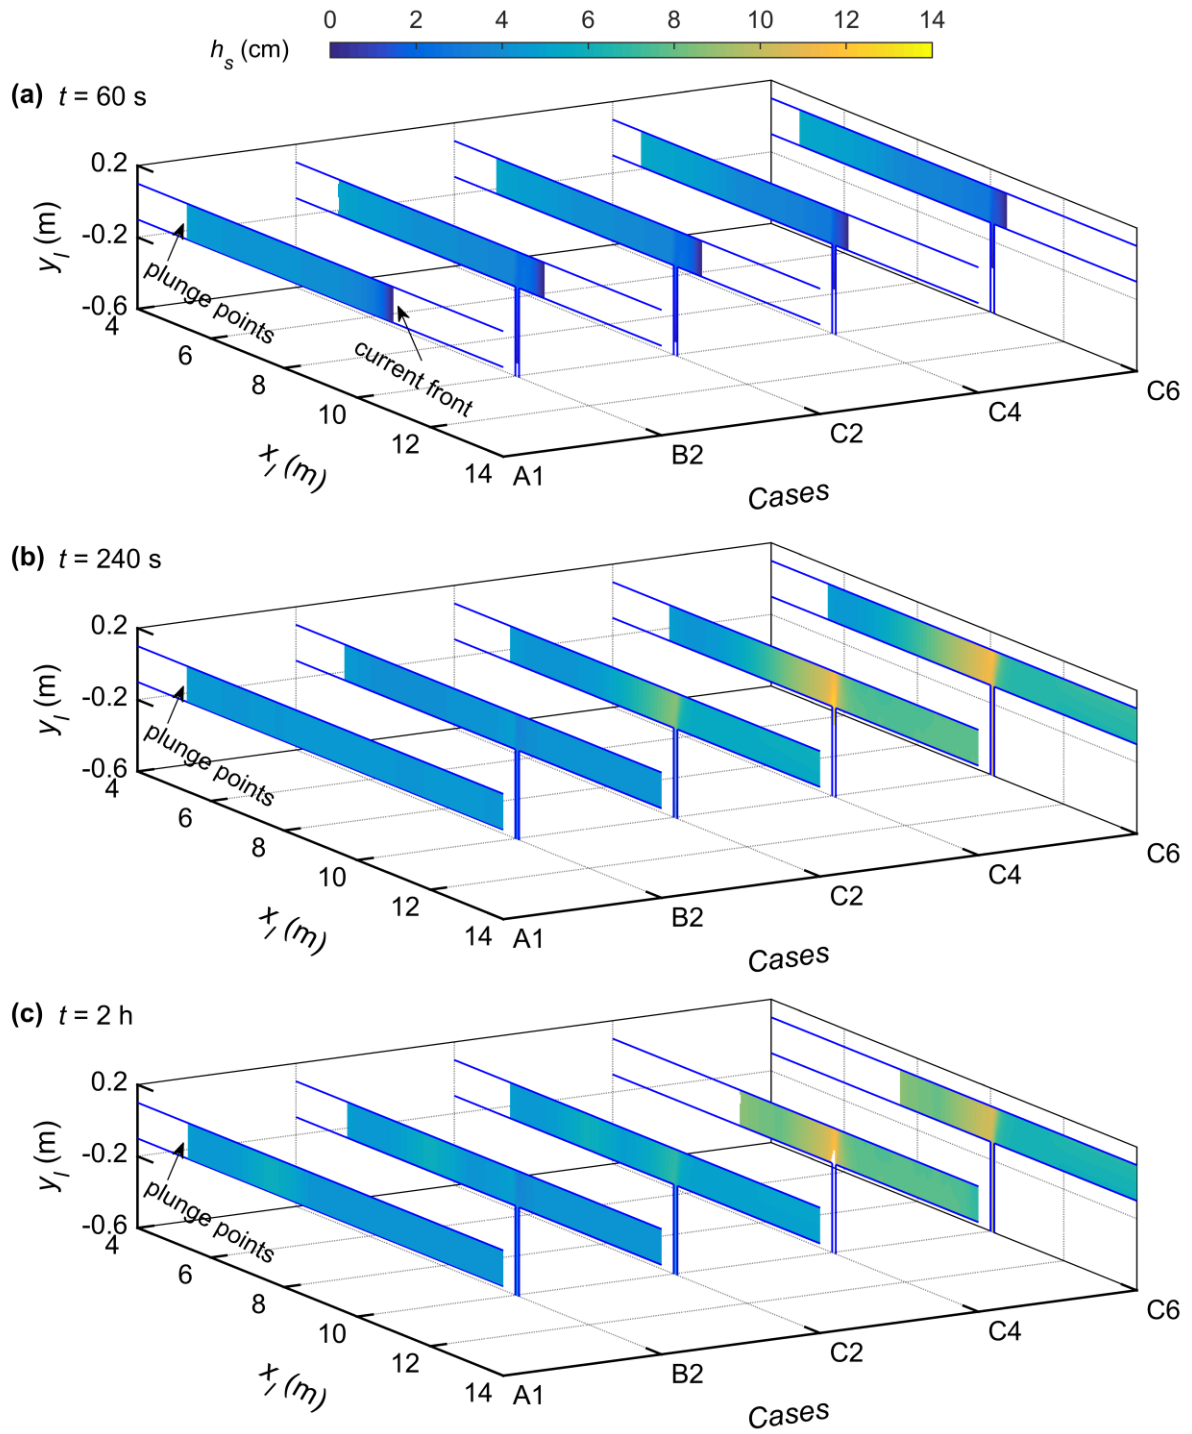 0 2 4 6 8 10 12 14
h_s (cm)
(a) t = 60 s
0.2
-0.2
-0.6
y_l (m)
plunge points
current front
4 6 8 10 12 14
x_l (m)
A1 B2 C2 C4 C6
Cases
(b) t = 240 s
0.2
-0.2
-0.6
y_l (m)
plunge points
4 6 8 10 12 14
x_l (m)
A1 B2 C2 C4 C6
Cases
(c) t = 2 h
0.2
-0.2
-0.6
y_l (m)
plunge points
4 6 8 10 12 14
x_l (m)
A1 B2 C2 C4 C6
Cases